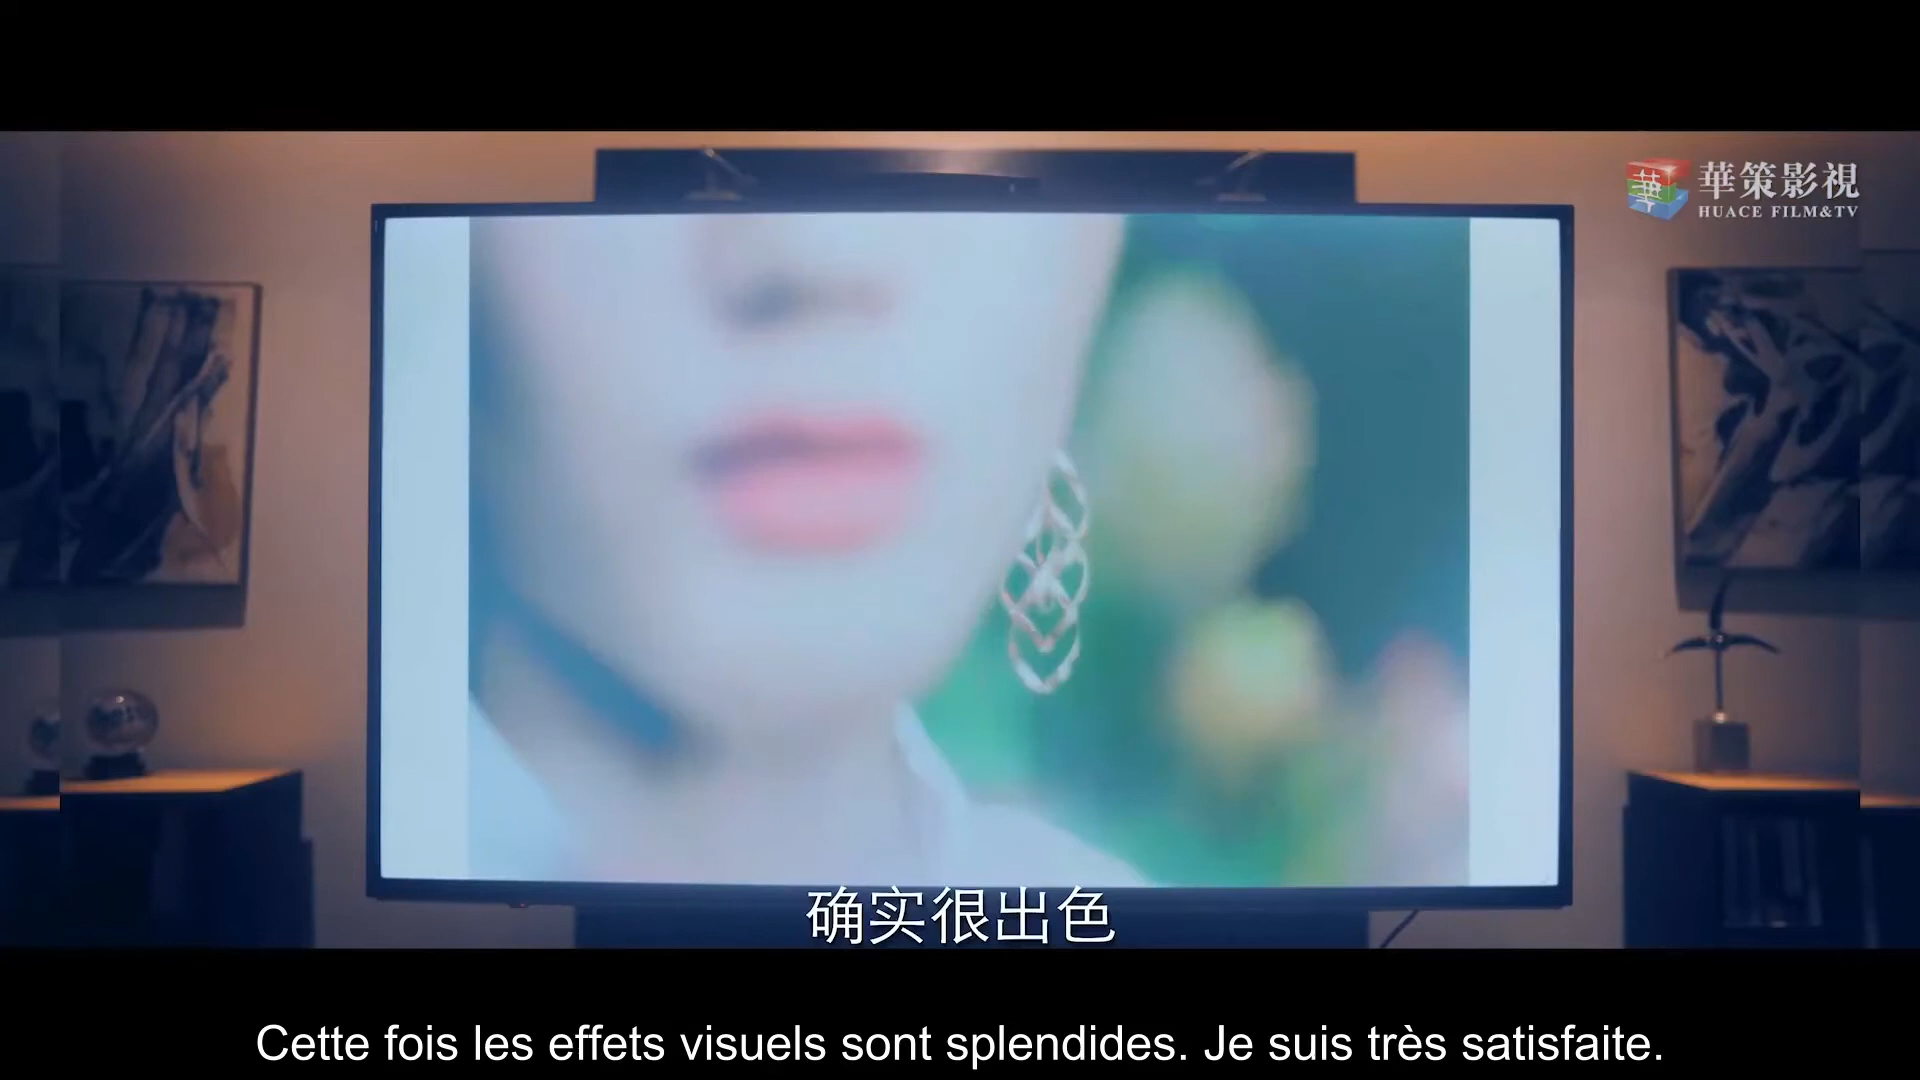 華策影視
HUACE FILM&TV
确实很出色
Cette fois les effets visuels sont splendides. Je suis très satisfaite.